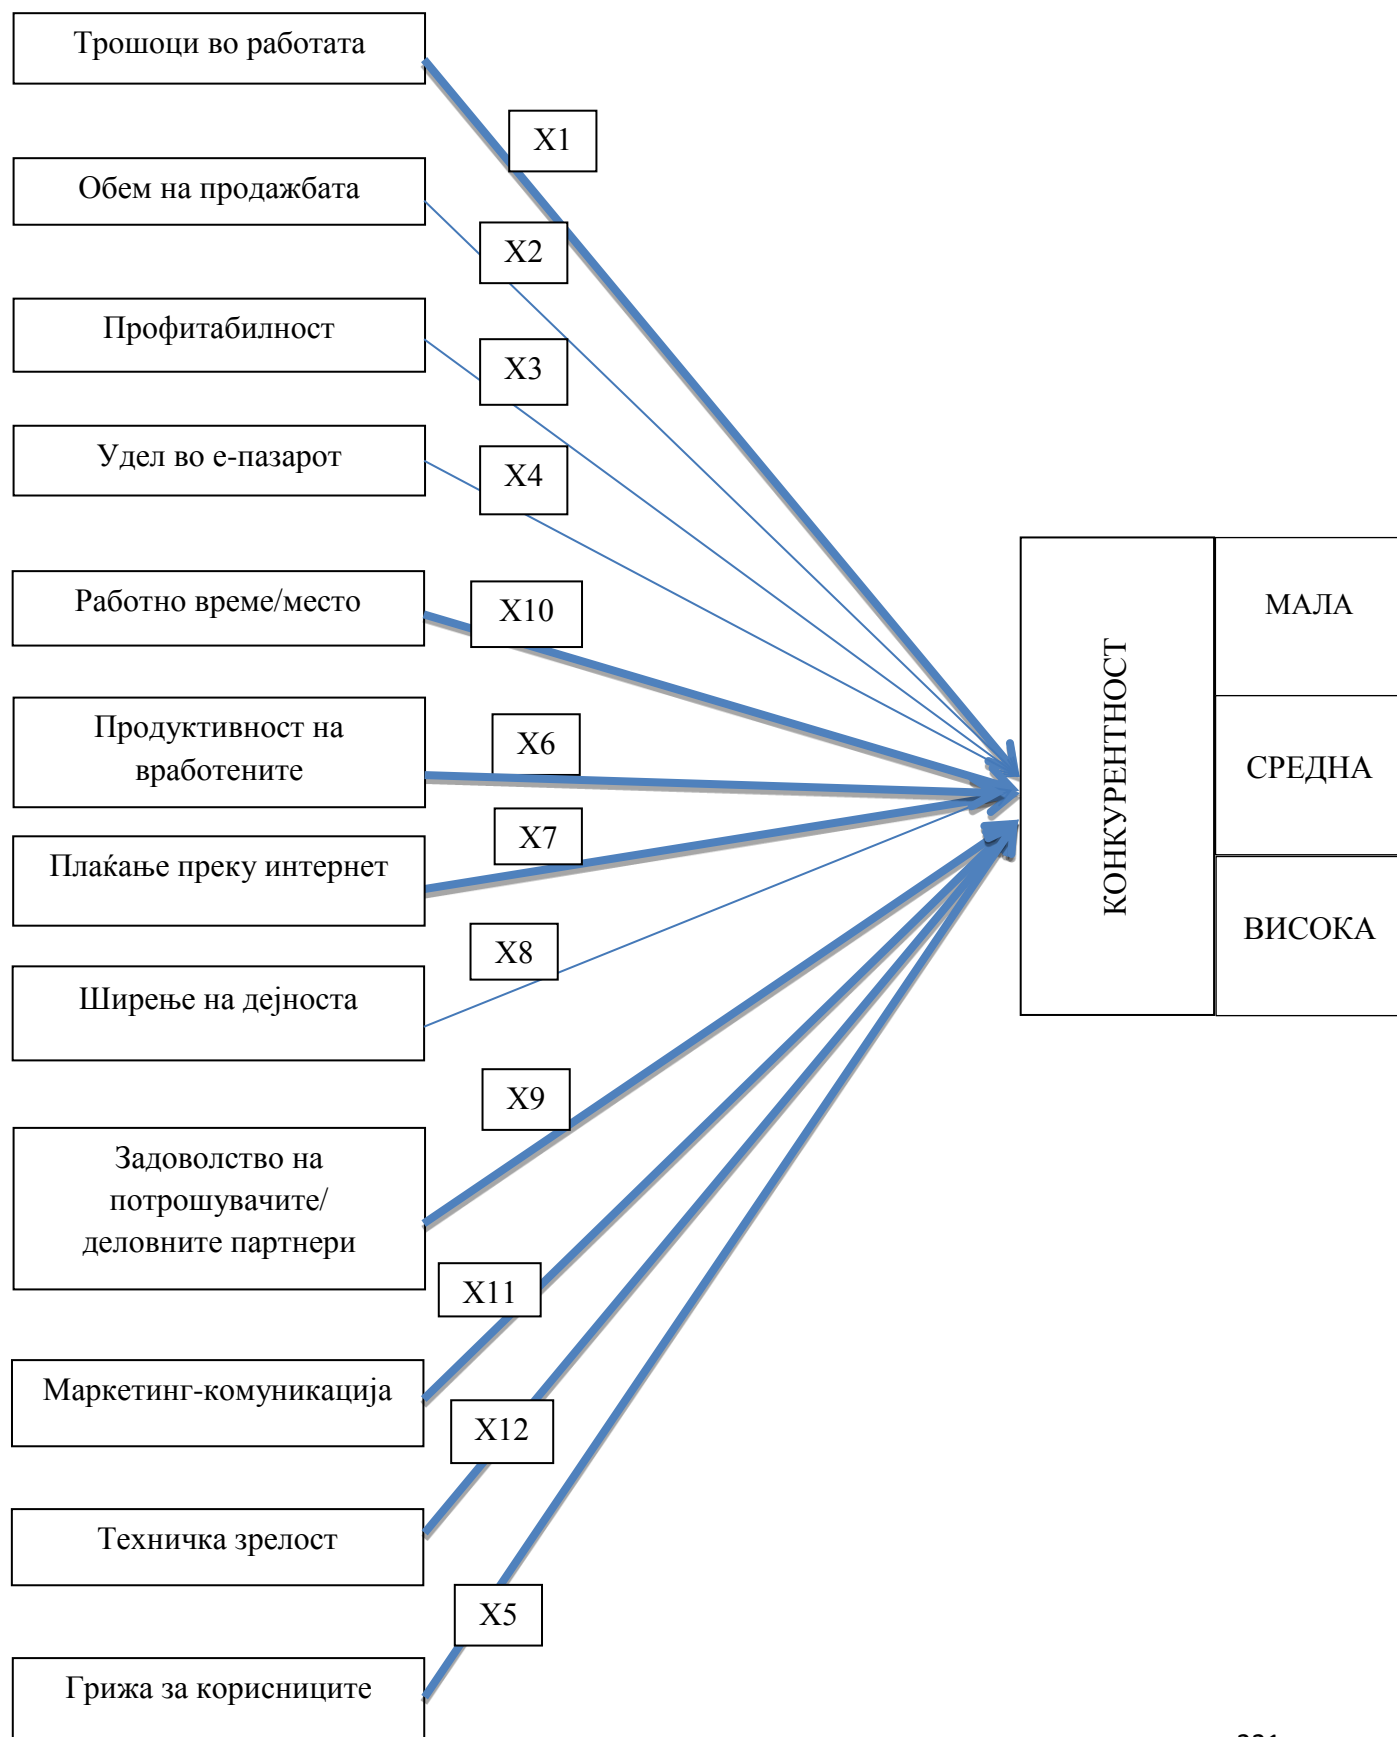 Трошоци во работата
X1
Обем на продажбата
X2
Профитабилност
X3
Удел во е-пазарот
X4
Работно време/место
X10
Продуктивност на
вработените
X6
Плаќање преку интернет
X7
Ширење на дејноста
X8
Задоволство на
потрошувачите/
деловните партнери
X9
Маркетинг-комуникација
X11
Техничка зрелост
X12
Грижа за корисниците
X5
КОНКУРЕНТНОСТ
МАЛА
СРЕДНА
ВИСОКА